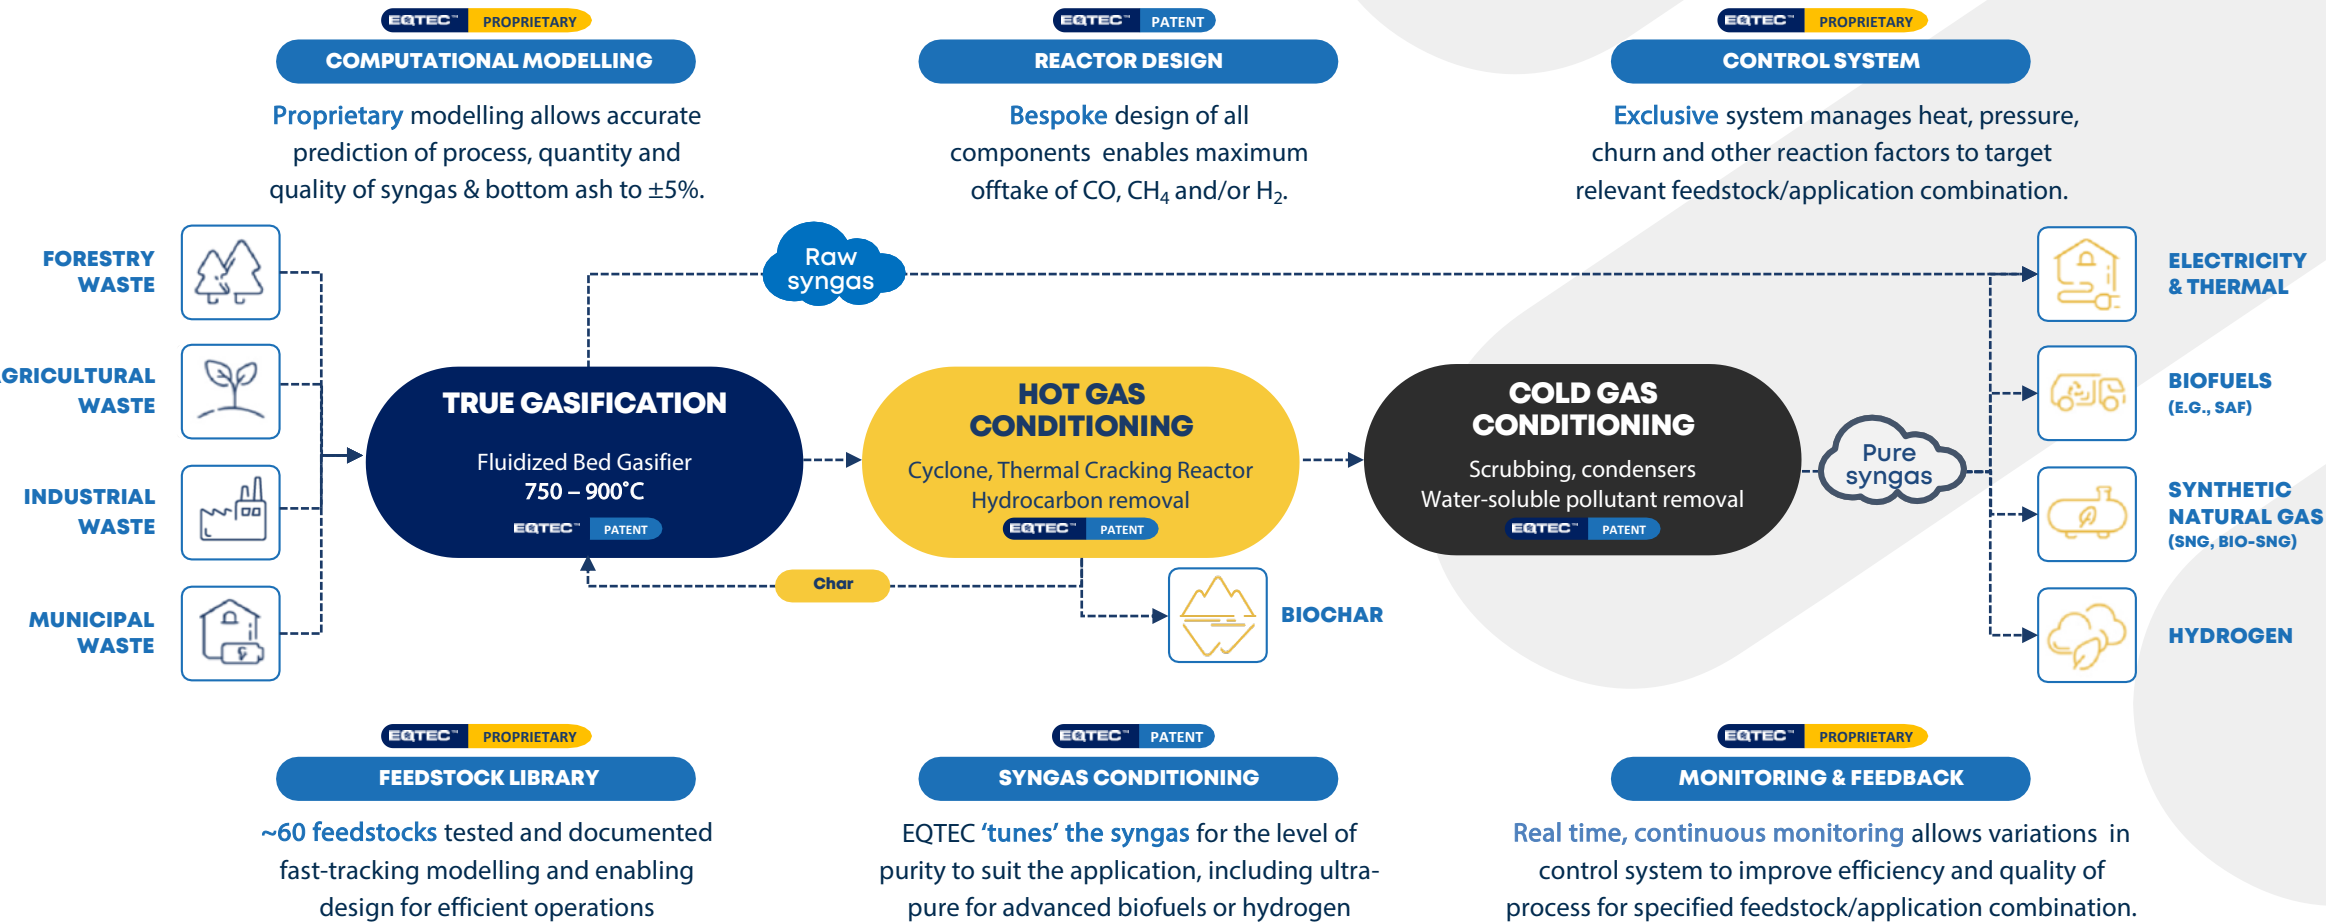 EQTEC™ PROPRIETARY
COMPUTATIONAL MODELLING
Proprietary modelling allows accurate
prediction of process, quantity and
quality of syngas & bottom ash to ±5%.
EQTEC™ PATENT
REACTOR DESIGN
Bespoke design of all
components enables maximum
offtake of CO, CH₄ and/or H₂.
EQTEC™ PROPRIETARY
CONTROL SYSTEM
Exclusive system manages heat, pressure,
churn and other reaction factors to target
relevant feedstock/application combination.
FORESTRY
WASTE
GRICULTURAL
WASTE
INDUSTRIAL
WASTE
MUNICIPAL
WASTE
Raw
syngas
TRUE GASIFICATION
Fluidized Bed Gasifier
750 – 900°C
EQTEC™ PATENT
HOT GAS
CONDITIONING
Cyclone, Thermal Cracking Reactor
Hydrocarbon removal
EQTEC™ PATENT
Char
BIOCHAR
COLD GAS
CONDITIONING
Scrubbing, condensers
Water-soluble pollutant removal
EQTEC™ PATENT
Pure
syngas
ELECTRICITY
& THERMAL
BIOFUELS
(E.G., SAF)
SYNTHETIC
NATURAL GAS
(SNG, BIO-SNG)
HYDROGEN
EQTEC™ PROPRIETARY
FEEDSTOCK LIBRARY
~60 feedstocks tested and documented
fast-tracking modelling and enabling
design for efficient operations
EQTEC™ PATENT
SYNGAS CONDITIONING
EQTEC ‘tunes’ the syngas for the level of
purity to suit the application, including ultra-
pure for advanced biofuels or hydrogen
EQTEC™ PROPRIETARY
MONITORING & FEEDBACK
Real time, continuous monitoring allows variations in
control system to improve efficiency and quality of
process for specified feedstock/application combination.